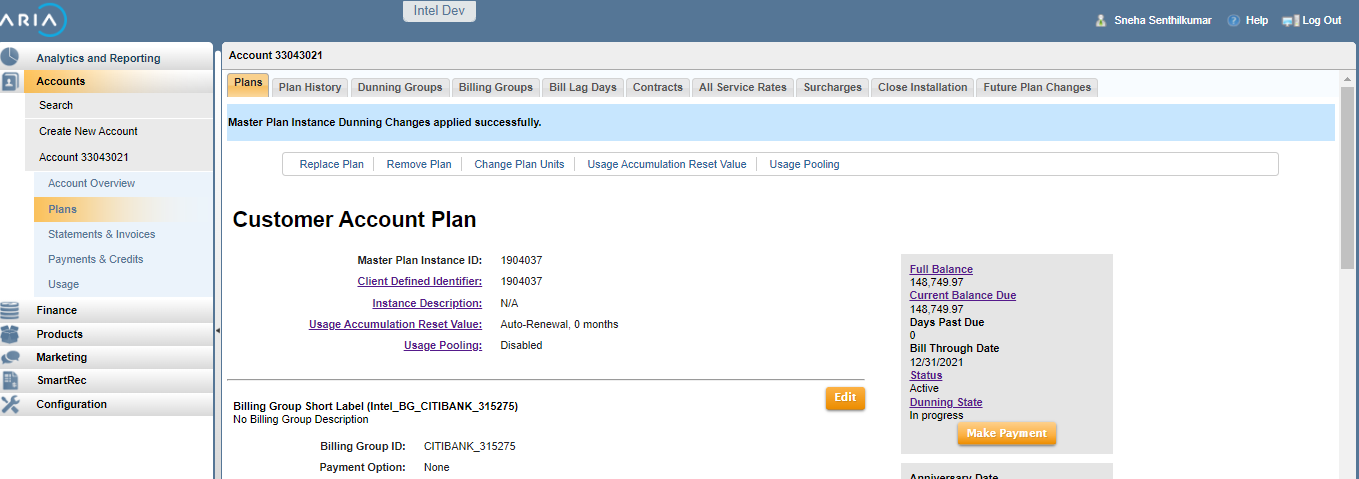 ARIA
Intel Dev
Sneha Senthilkumar Help Log Out
Analytics and Reporting
Accounts
Search
Create New Account
Account 33043021
Account Overview
Plans
Statements & Invoices
Payments & Credits
Usage
Finance
Products
Marketing
SmartRec
Configuration
Account 33043021
Plans Plan History Dunning Groups Billing Groups Bill Lag Days Contracts All Service Rates Surcharges Close Installation Future Plan Changes
Master Plan Instance Dunning Changes applied successfully.
Replace Plan Remove Plan Change Plan Units Usage Accumulation Reset Value Usage Pooling
Customer Account Plan
Master Plan Instance ID: 1904037
Client Defined Identifier: 1904037
Instance Description: N/A
Usage Accumulation Reset Value: Auto-Renewal, 0 months
Usage Pooling: Disabled
Edit
Billing Group Short Label (Intel_BG_CITIBANK_315275)
No Billing Group Description
Billing Group ID: CITIBANK_315275
Payment Option: None
Full Balance
148,749.97
Current Balance Due
148,749.97
Days Past Due
0
Bill Through Date
12/31/2021
Status
Active
Dunning State
In progress
Make Payment
Anniversary Date